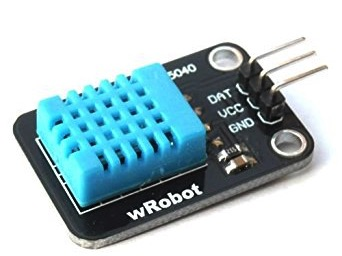 5040
DAT
VCC
GND
wRobot